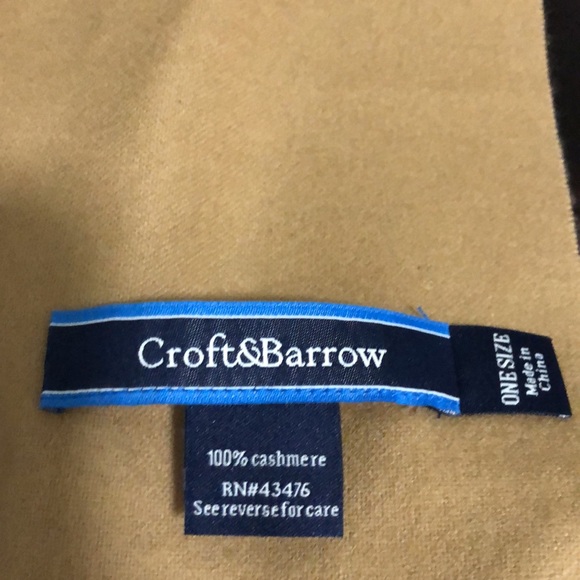 Croft&Barrow
ONE SIZE
Made in
China
100% cashmere
RN#43476
See reverse for care